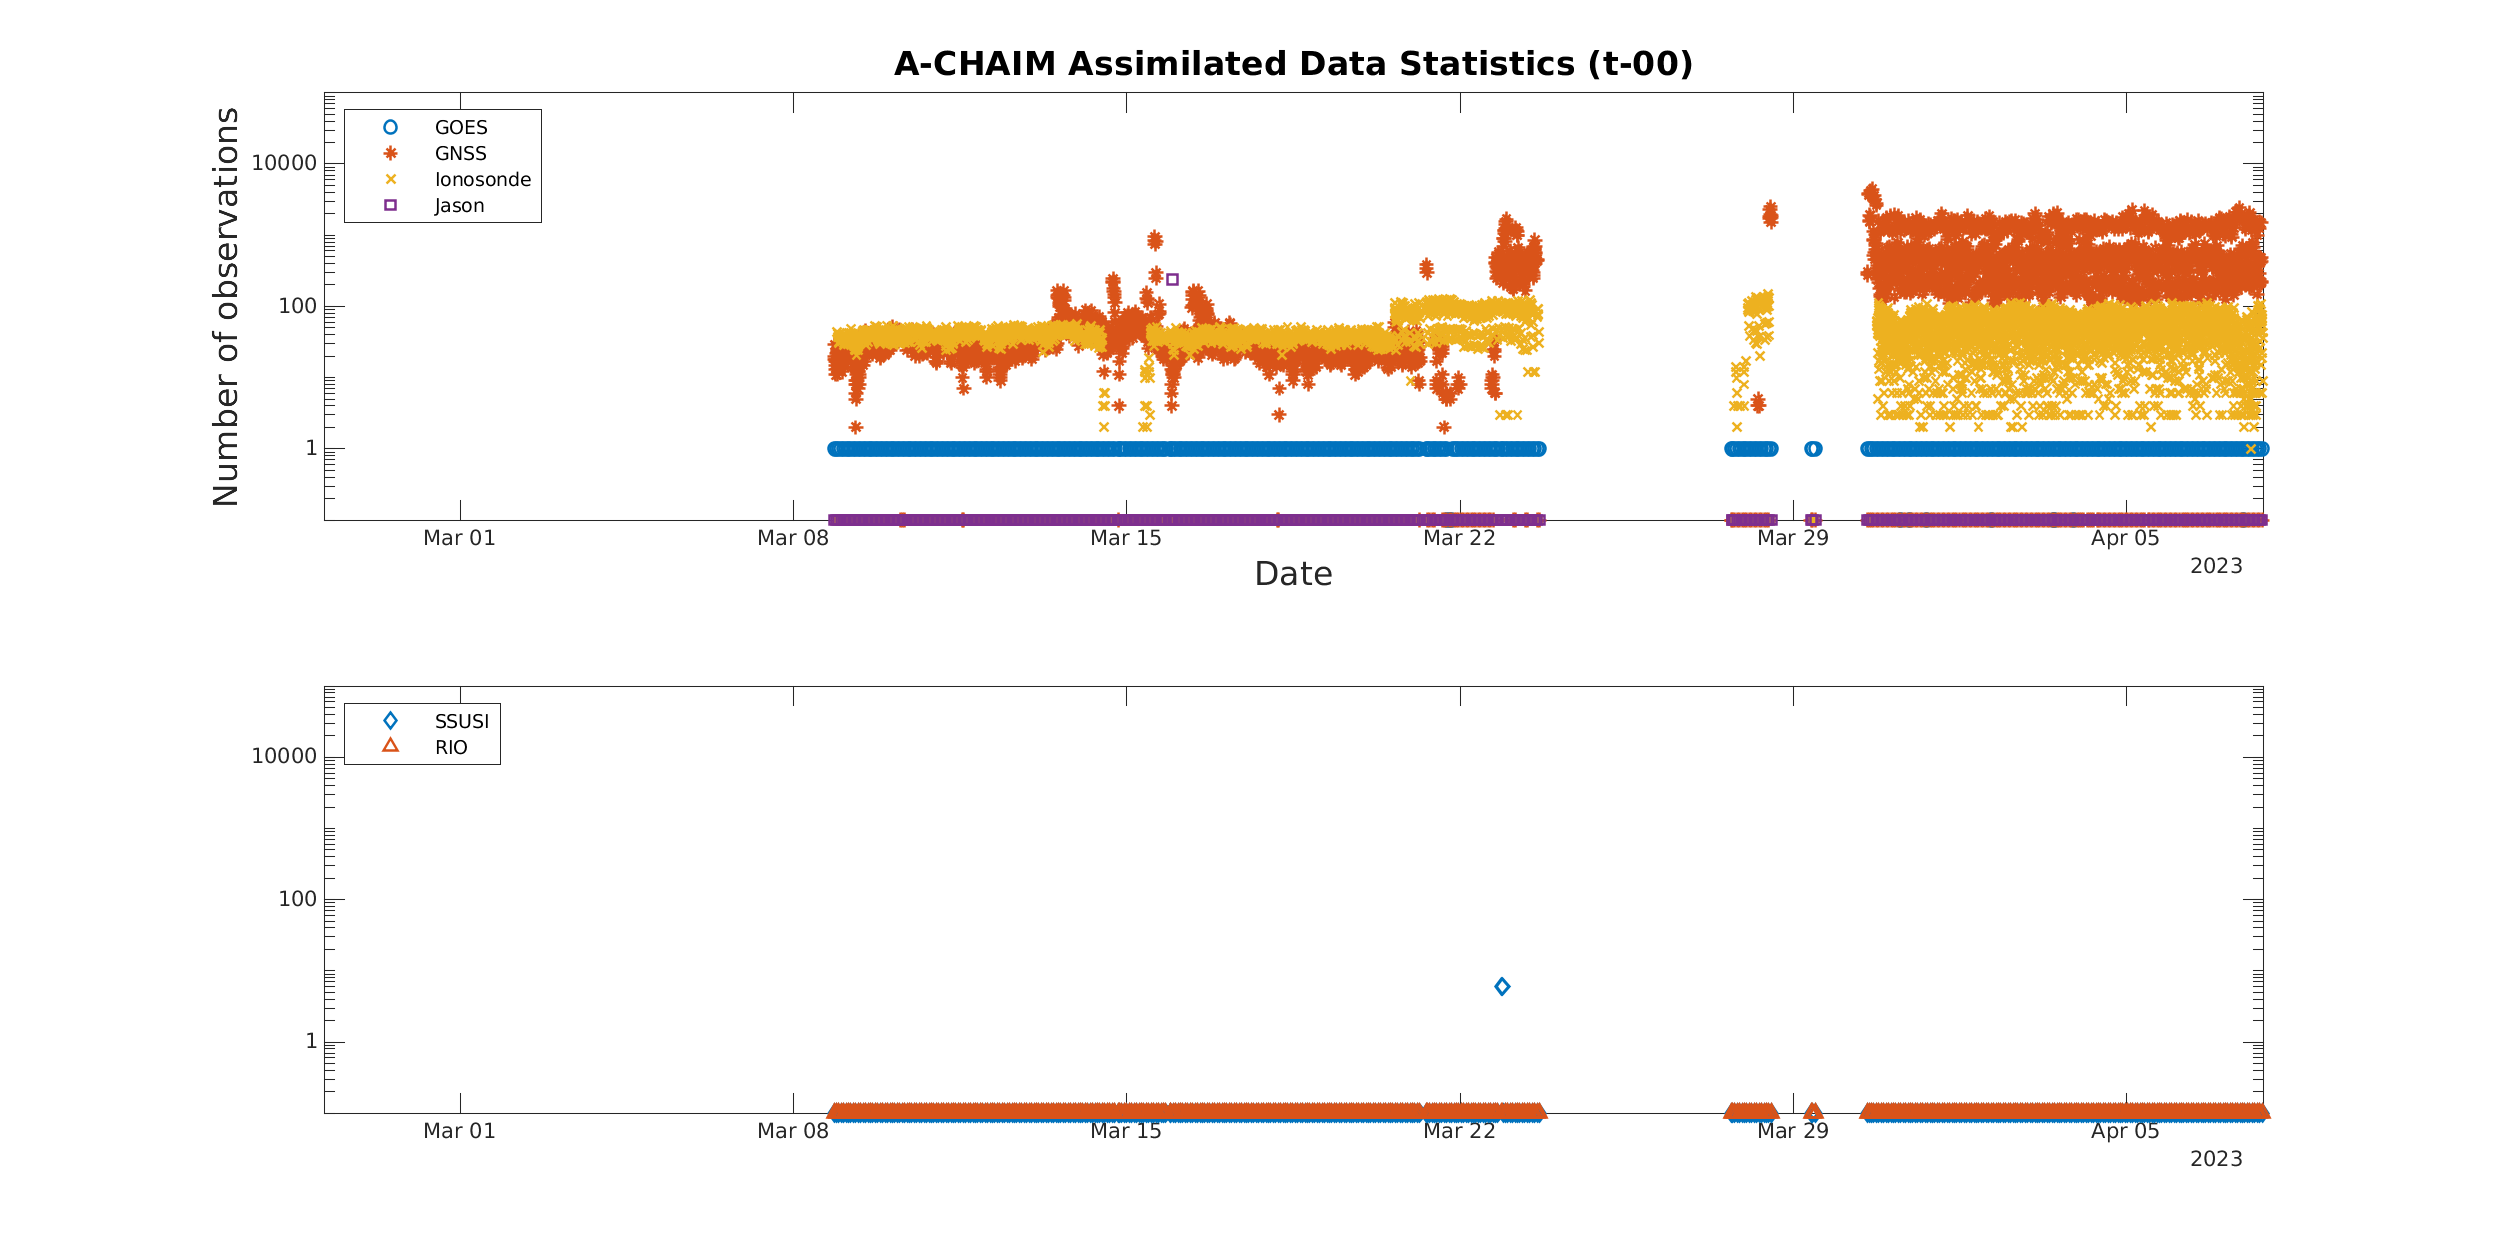 A-CHAIM Assimilated Data Statistics (t-00)
Number of observations
10000
100
1
GOES
GNSS
Ionosonde
Jason
Mar 01
Mar 08
Mar 15
Mar 22
Mar 29
Apr 05
2023
Date
10000
100
1
SSUSI
RIO
Mar 01
Mar 08
Mar 15
Mar 22
Mar 29
Apr 05
2023